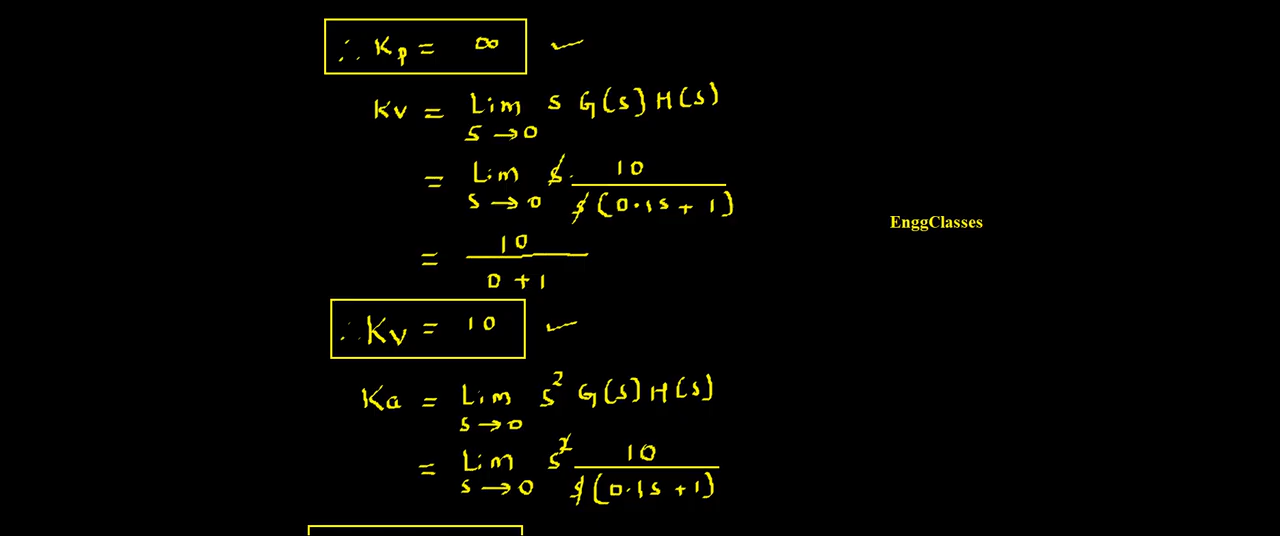 ∴ Kp = ∞ ✓
Kv = Lim s G(s) H(s)
s → 0
= Lim s · 10
s → 0 s(0.1s + 1)
EnggClasses
= 10
0 + 1
∴ Kv = 10 ✓
Ka = Lim s² G(s) H(s)
s → 0
= Lim s² 10
s → 0 s(0.1s + 1)